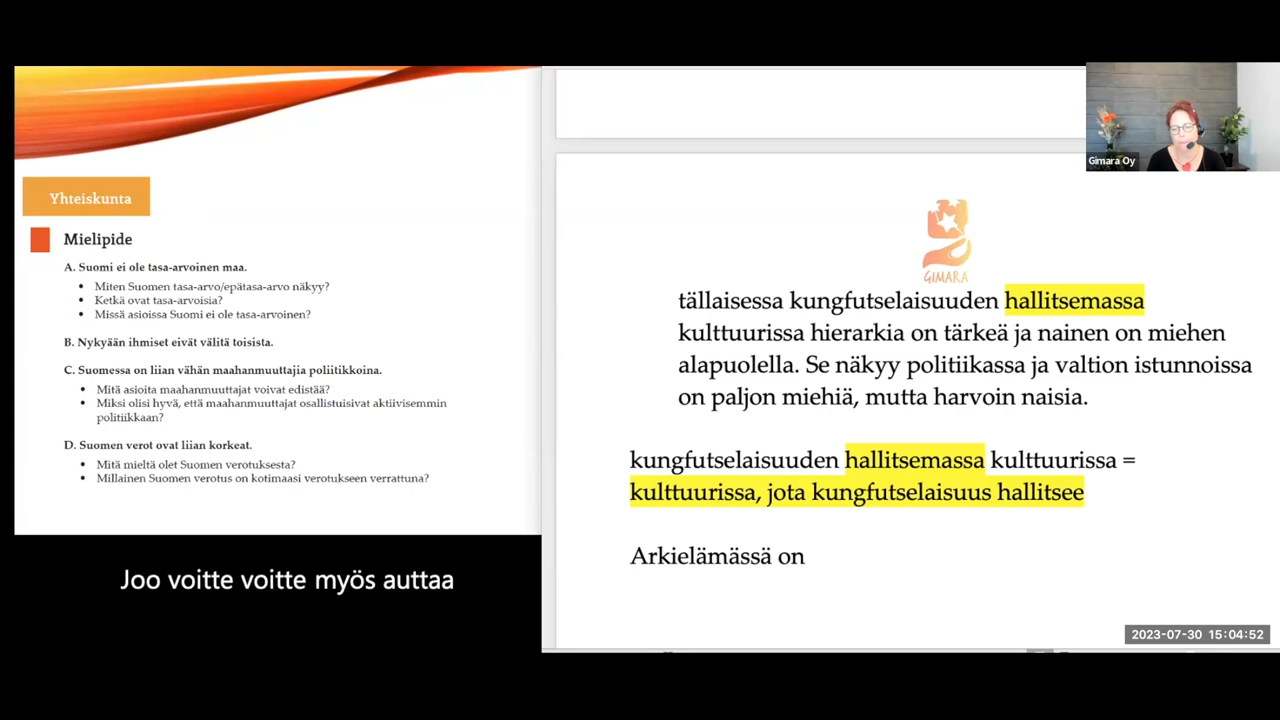 Yhteiskunta
Mielipide
A. Suomi ei ole tasa-arvoinen maa.
• Miten Suomen tasa-arvo/epätasa-arvo näkyy?
• Ketkä ovat tasa-arvoisia?
• Missä asioissa Suomi ei ole tasa-arvoinen?
B. Nykyään ihmiset eivät välitä toisista.
C. Suomessa on liian vähän maahanmuuttajia poliitikkoina.
• Mitä asioita maahanmuuttajat voivat edistää?
• Miksi olisi hyvä, että maahanmuuttajat osallistuisivat aktiivisemmin
politiikkaan?
D. Suomen verot ovat liian korkeat.
• Mitä mieltä olet Suomen verotuksesta?
• Millainen Suomen verotus on kotimaasi verotukseen verrattuna?
Joo voitte voitte myös auttaa
GIMARA
tällaisessa kungfutselaisuuden hallitsemassa
kulttuurissa hierarkia on tärkeä ja nainen on miehen
alapuolella. Se näkyy politiikassa ja valtion istunnoissa
on paljon miehiä, mutta harvoin naisia.
kungfutselaisuuden hallitsemassa kulttuurissa =
kulttuurissa, jota kungfutselaisuus hallitsee
Arkielämässä on
Gimara Oy
2023-07-30 15:04:52